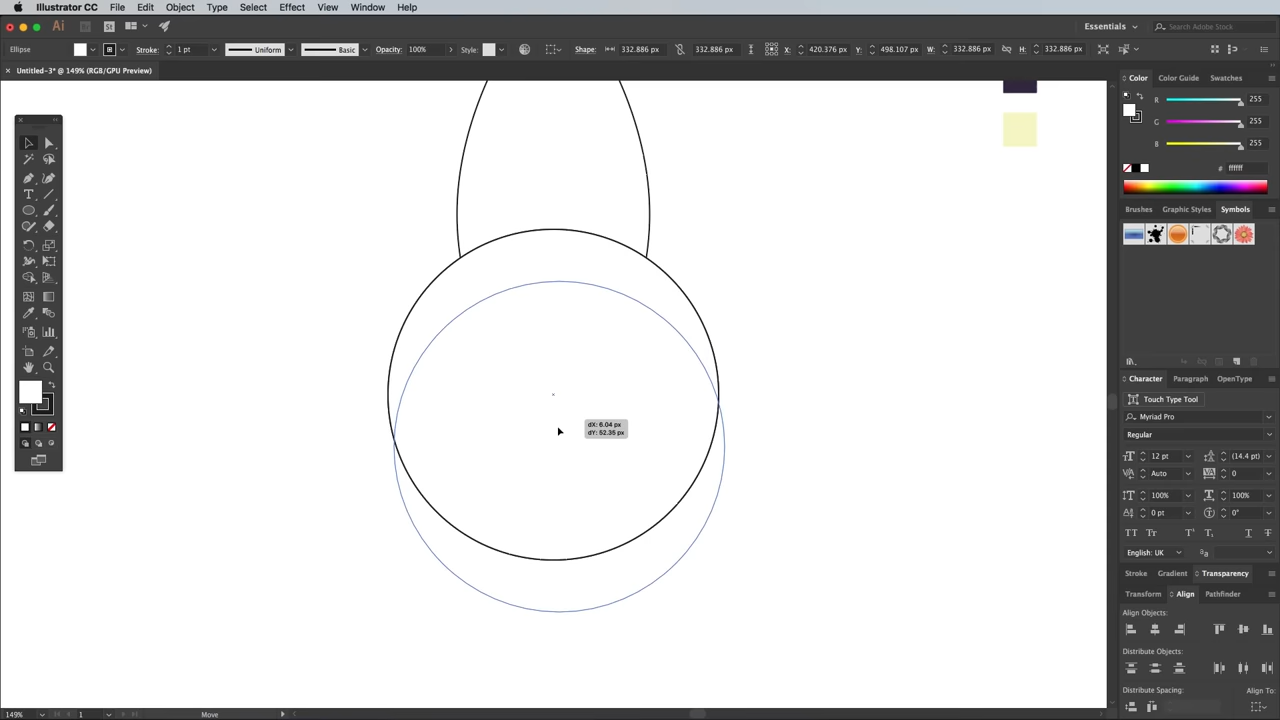 Illustrator CC File Edit Object Type Select Effect View Window Help
Ai Br St Essentials Search Adobe Stock
Ellipse Stroke: 1 pt Uniform Basic Opacity: 100% Style: Shape: 332.886 px 332.886 px X: 420.376 px Y: 498.107 px W: 332.886 px H: 332.886 px
Untitled-3* @ 149% (RGB/GPU Preview)
Color Color Guide Swatches
R 255
G 255
B 255
# ffffff
Brushes Graphic Styles Symbols
dX: 6.04 px
dY: 52.35 px
Character Paragraph OpenType
Touch Type Tool
Myriad Pro
Regular
12 pt (14.4 pt)
Auto 0
100% 100%
0 pt 0°
English: UK
Stroke Gradient Transparency
Transform Align Pathfinder
Align Objects:
Distribute Objects:
Distribute Spacing: Align To:
149% 1 Move